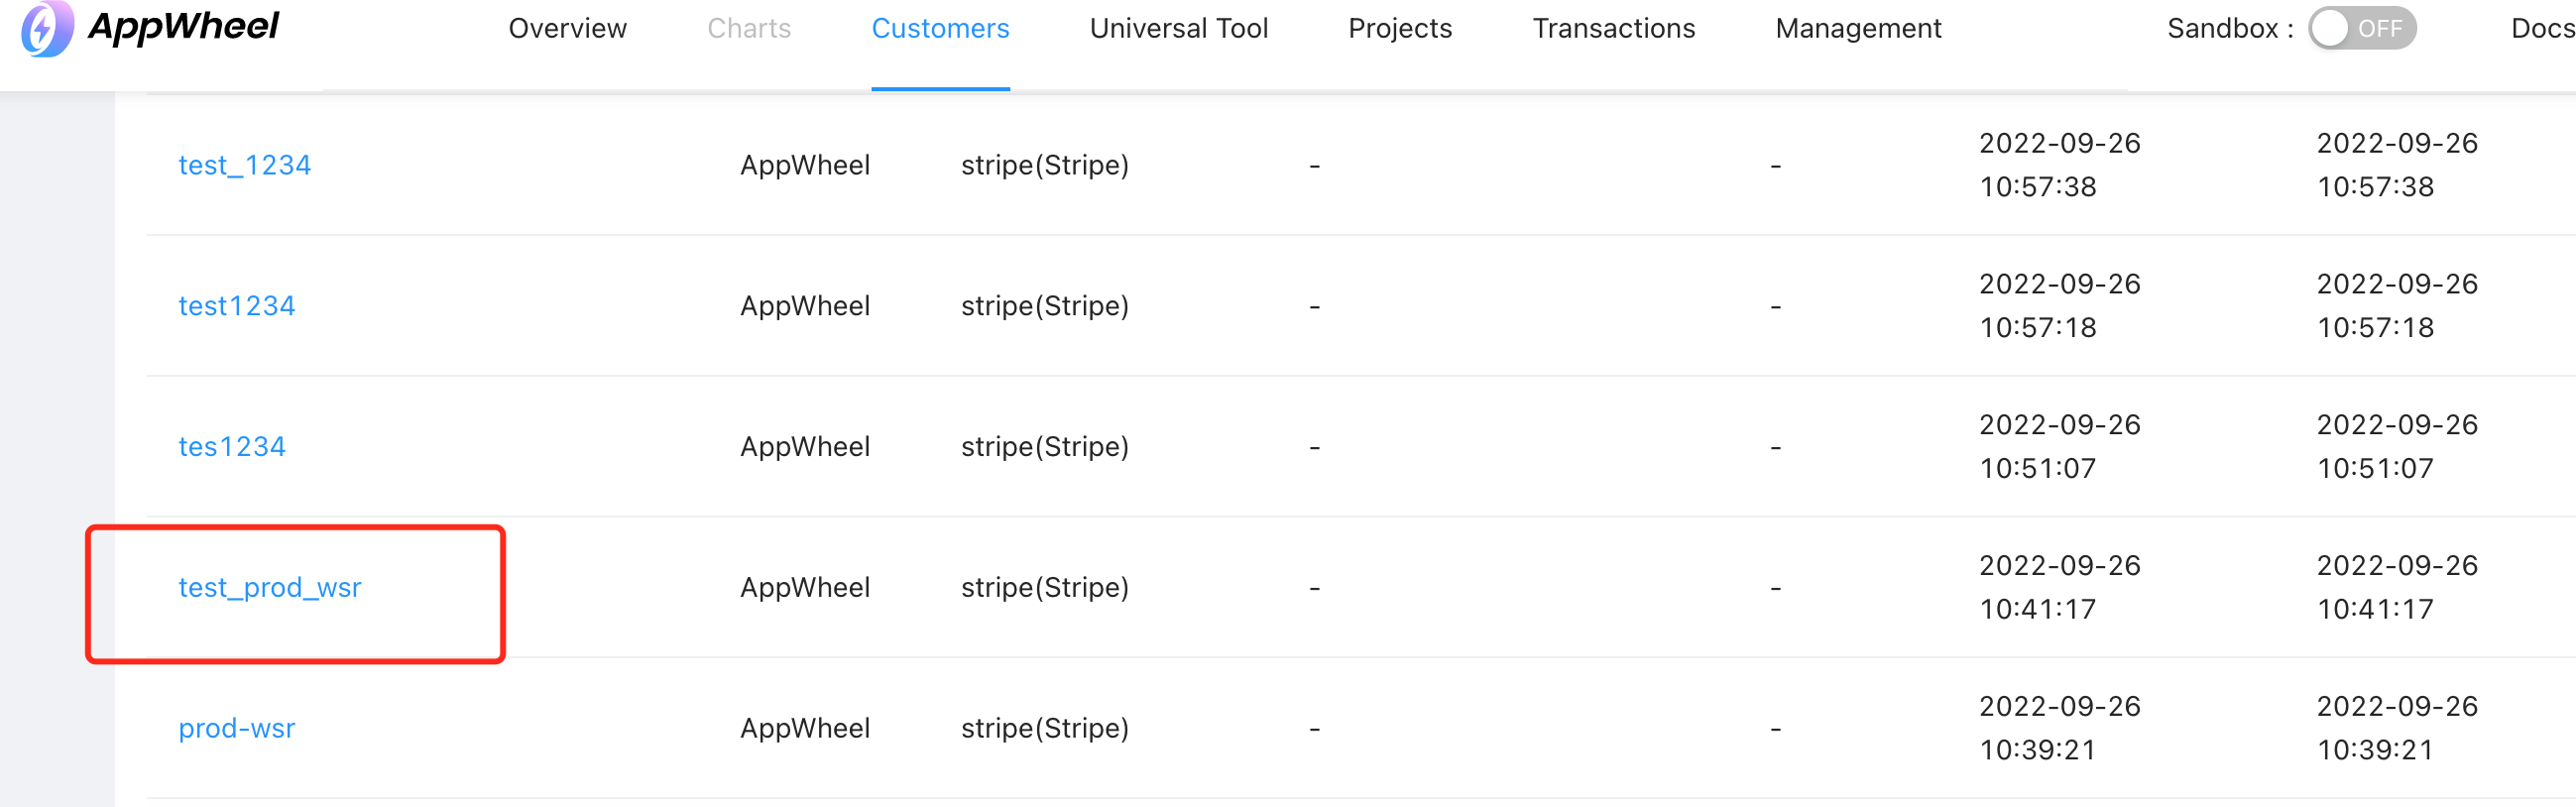 AppWheel Overview Charts Customers Universal Tool Projects Transactions Management Sandbox : OFF Docs
test_1234 AppWheel stripe(Stripe) - - 2022-09-26 10:57:38 2022-09-26 10:57:38
test1234 AppWheel stripe(Stripe) - - 2022-09-26 10:57:18 2022-09-26 10:57:18
tes1234 AppWheel stripe(Stripe) - - 2022-09-26 10:51:07 2022-09-26 10:51:07
test_prod_wsr AppWheel stripe(Stripe) - - 2022-09-26 10:41:17 2022-09-26 10:41:17
prod-wsr AppWheel stripe(Stripe) - - 2022-09-26 10:39:21 2022-09-26 10:39:21